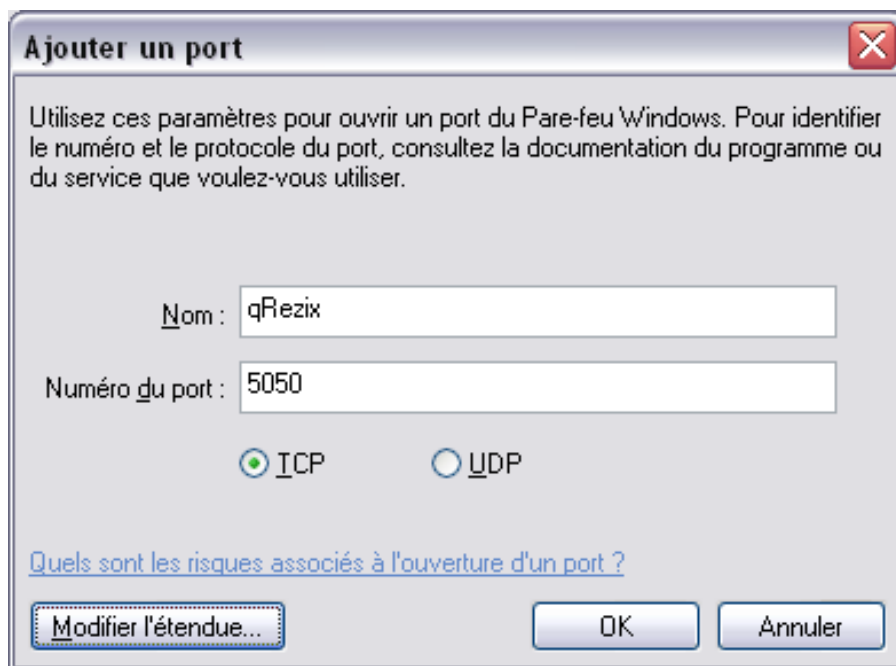 Ajouter un port
Utilisez ces paramètres pour ouvrir un port du Pare-feu Windows. Pour identifier
le numéro et le protocole du port, consultez la documentation du programme ou
du service que voulez-vous utiliser.
Nom : qRezix
Numéro du port : 5050
TCP UDP
Quels sont les risques associés à l'ouverture d'un port ?
Modifier l'étendue... OK Annuler